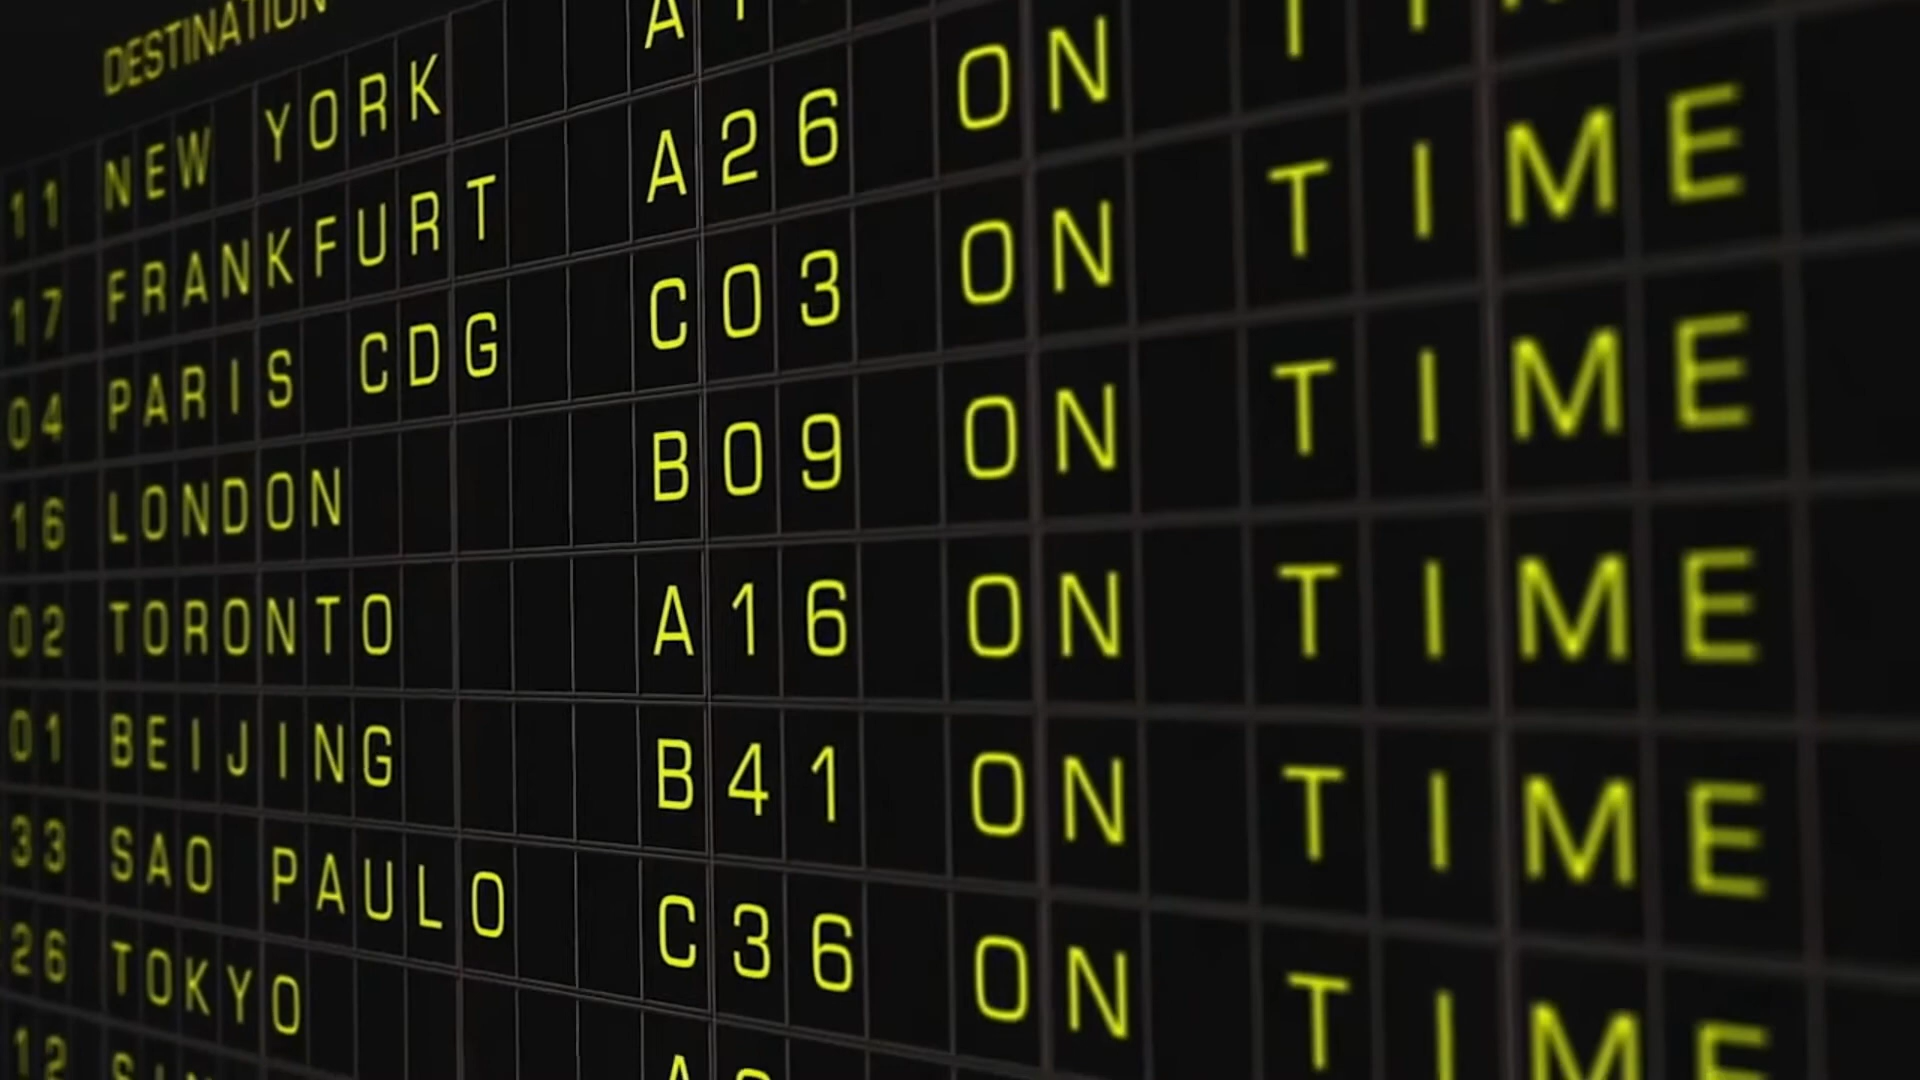 DESTINATION
11 NEW YORK A
17 FRANKFURT A26 ON
04 PARIS CDG C03 ON TIME
16 LONDON B09 ON TIME
02 TORONTO A16 ON TIME
01 BEIJING B41 ON TIME
33 SAO PAULO C36 ON TIME
26 TOKYO
12